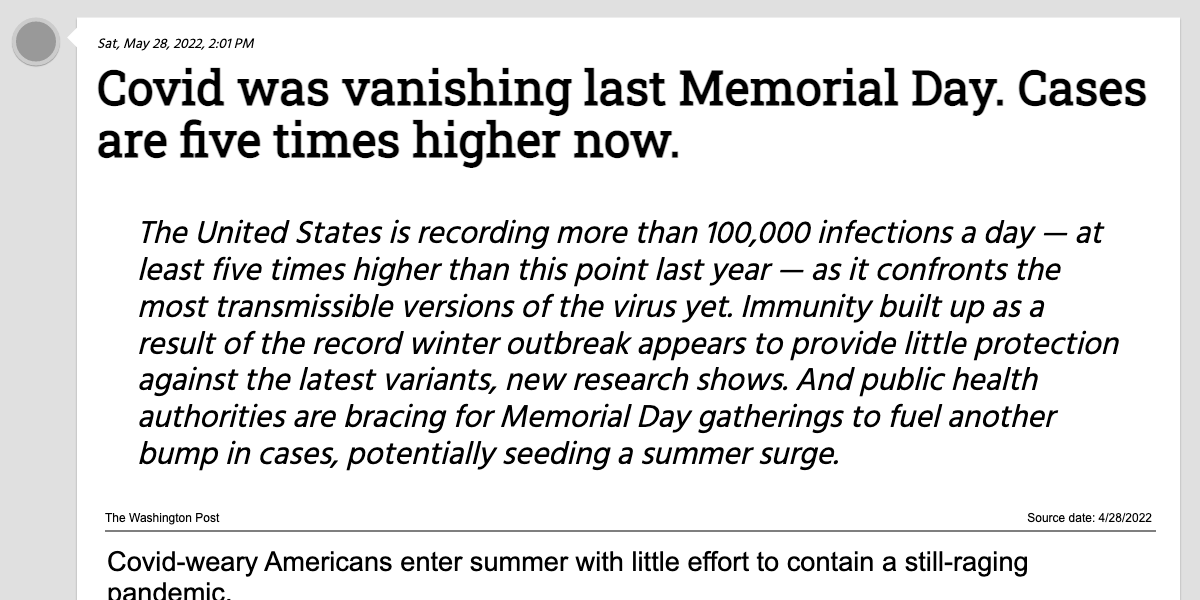 Sat, May 28, 2022, 2:01 PM
Covid was vanishing last Memorial Day. Cases
are five times higher now.
The United States is recording more than 100,000 infections a day — at
least five times higher than this point last year — as it confronts the
most transmissible versions of the virus yet. Immunity built up as a
result of the record winter outbreak appears to provide little protection
against the latest variants, new research shows. And public health
authorities are bracing for Memorial Day gatherings to fuel another
bump in cases, potentially seeding a summer surge.
The Washington Post
Source date: 4/28/2022
Covid-weary Americans enter summer with little effort to contain a still-raging
pandemic.